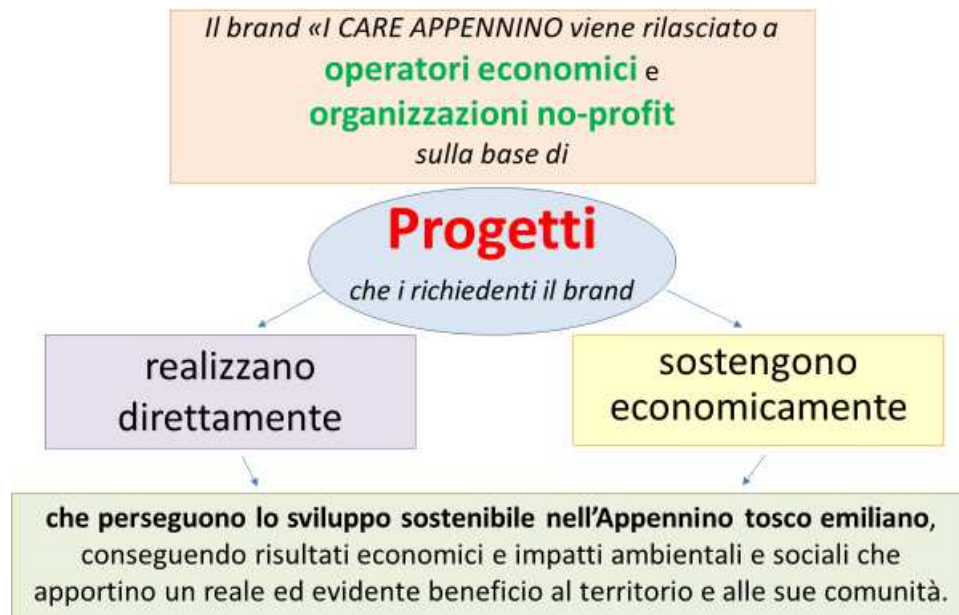 Il brand «I CARE APPENNINO viene rilasciato a
operatori economici e
organizzazioni no-profit
sulla base di
Progetti
che i richiedenti il brand
realizzano
direttamente
sostengono
economicamente
che perseguono lo sviluppo sostenibile nell’Appennino tosco emiliano,
conseguendo risultati economici e impatti ambientali e sociali che
apportino un reale ed evidente beneficio al territorio e alle sue comunità.